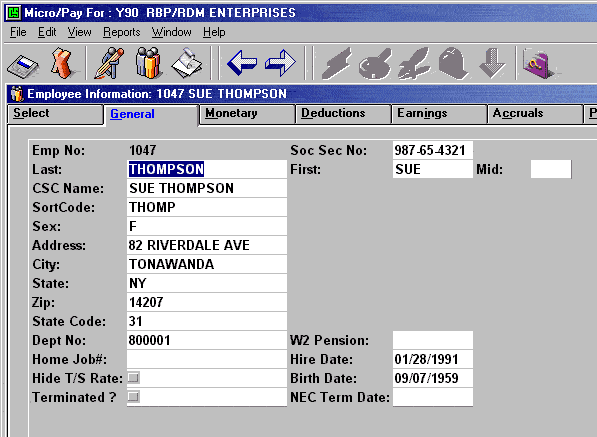 Micro/Pay For : Y90 RBP/RDM ENTERPRISES
File Edit View Reports Window Help
Employee Information: 1047 SUE THOMPSON
Select General Monetary Deductions Earnings Accruals P
Emp No: 1047 Soc Sec No: 987-65-4321
Last: THOMPSON First: SUE Mid:
CSC Name: SUE THOMPSON
SortCode: THOMP
Sex: F
Address: 82 RIVERDALE AVE
City: TONAWANDA
State: NY
Zip: 14207
State Code: 31
Dept No: 800001 W2 Pension:
Home Job#: Hire Date: 01/28/1991
Hide T/S Rate: Birth Date: 09/07/1959
Terminated ? NEC Term Date: